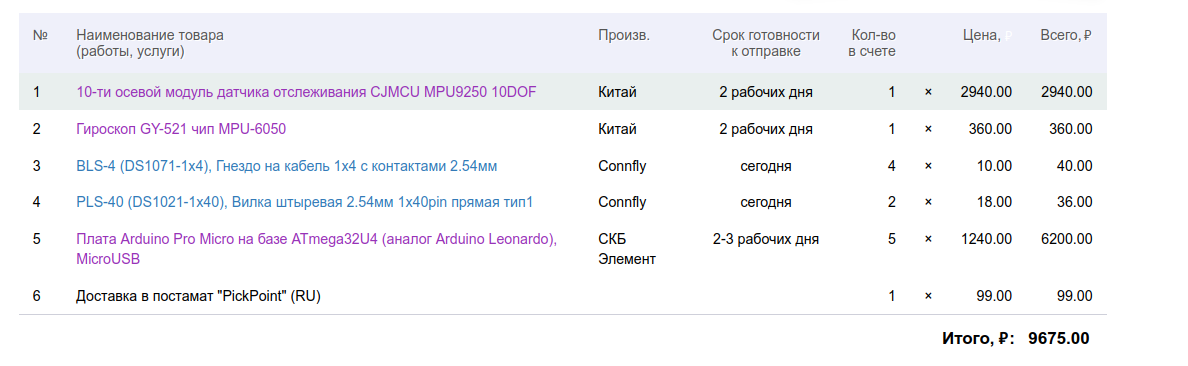 № Наименование товара Произв. Срок готовности Кол-во Цена, ₽ Всего, ₽
(работы, услуги) к отправке в счете
1 10-ти осевой модуль датчика отслеживания CJMCU MPU9250 10DOF Китай 2 рабочих дня 1 × 2940.00 2940.00
2 Гироскоп GY-521 чип MPU-6050 Китай 2 рабочих дня 1 × 360.00 360.00
3 BLS-4 (DS1071-1x4), Гнездо на кабель 1x4 с контактами 2.54мм Connfly сегодня 4 × 10.00 40.00
4 PLS-40 (DS1021-1x40), Вилка штыревая 2.54мм 1x40pin прямая тип1 Connfly сегодня 2 × 18.00 36.00
5 Плата Arduino Pro Micro на базе ATmega32U4 (аналог Arduino Leonardo), СКБ 2-3 рабочих дня 5 × 1240.00 6200.00
MicroUSB Элемент
6 Доставка в постамат "PickPoint" (RU) 1 × 99.00 99.00
Итого, ₽: 9675.00